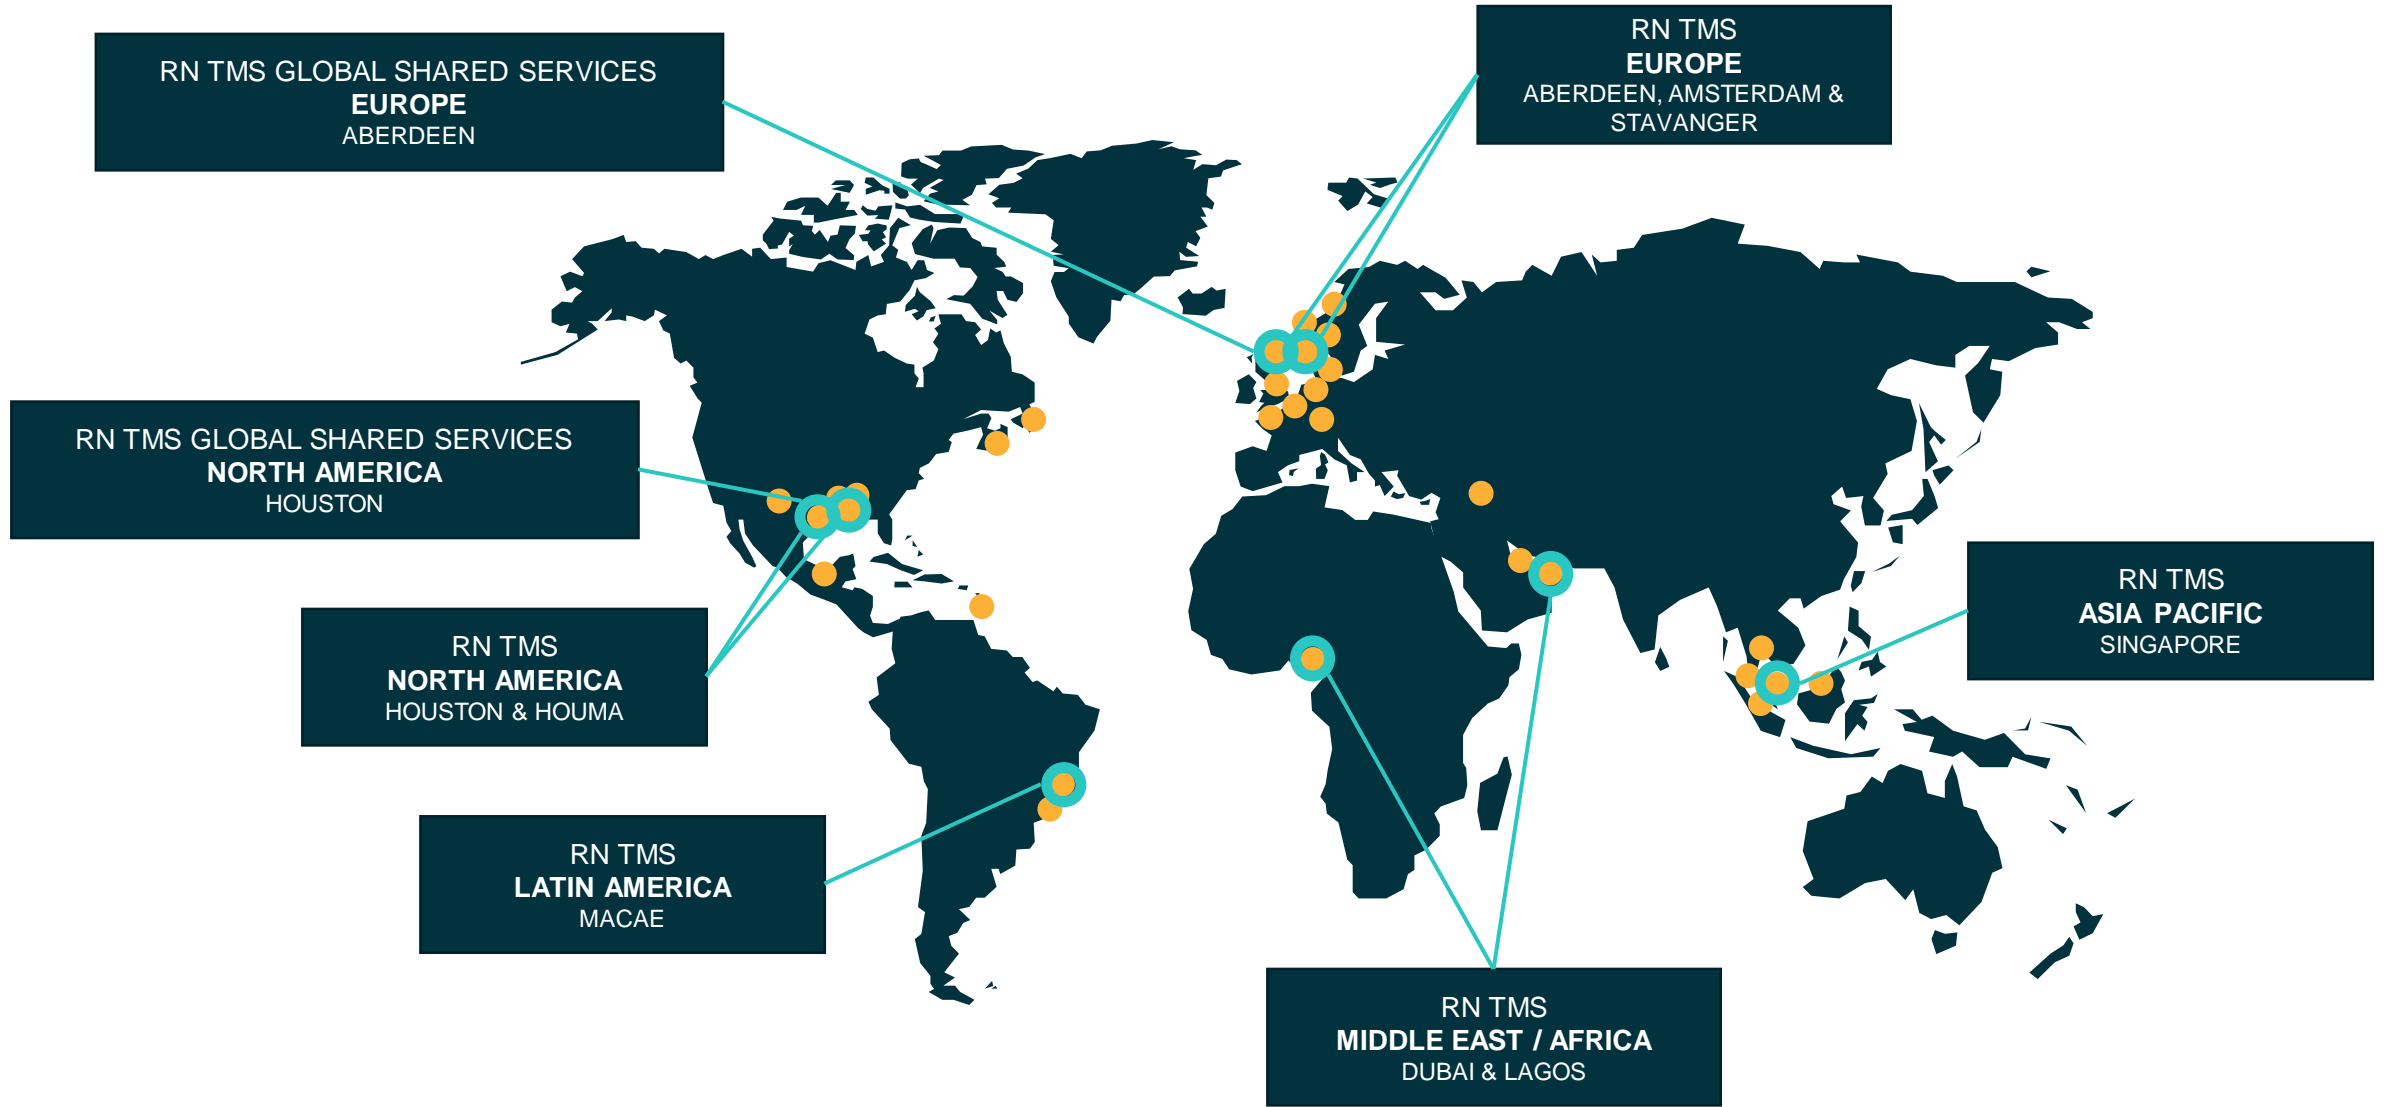 RN TMS GLOBAL SHARED SERVICES
EUROPE
ABERDEEN
RN TMS
EUROPE
ABERDEEN, AMSTERDAM &
STAVANGER
RN TMS GLOBAL SHARED SERVICES
NORTH AMERICA
HOUSTON
RN TMS
ASIA PACIFIC
SINGAPORE
RN TMS
NORTH AMERICA
HOUSTON & HOUMA
RN TMS
LATIN AMERICA
MACAE
RN TMS
MIDDLE EAST / AFRICA
DUBAI & LAGOS